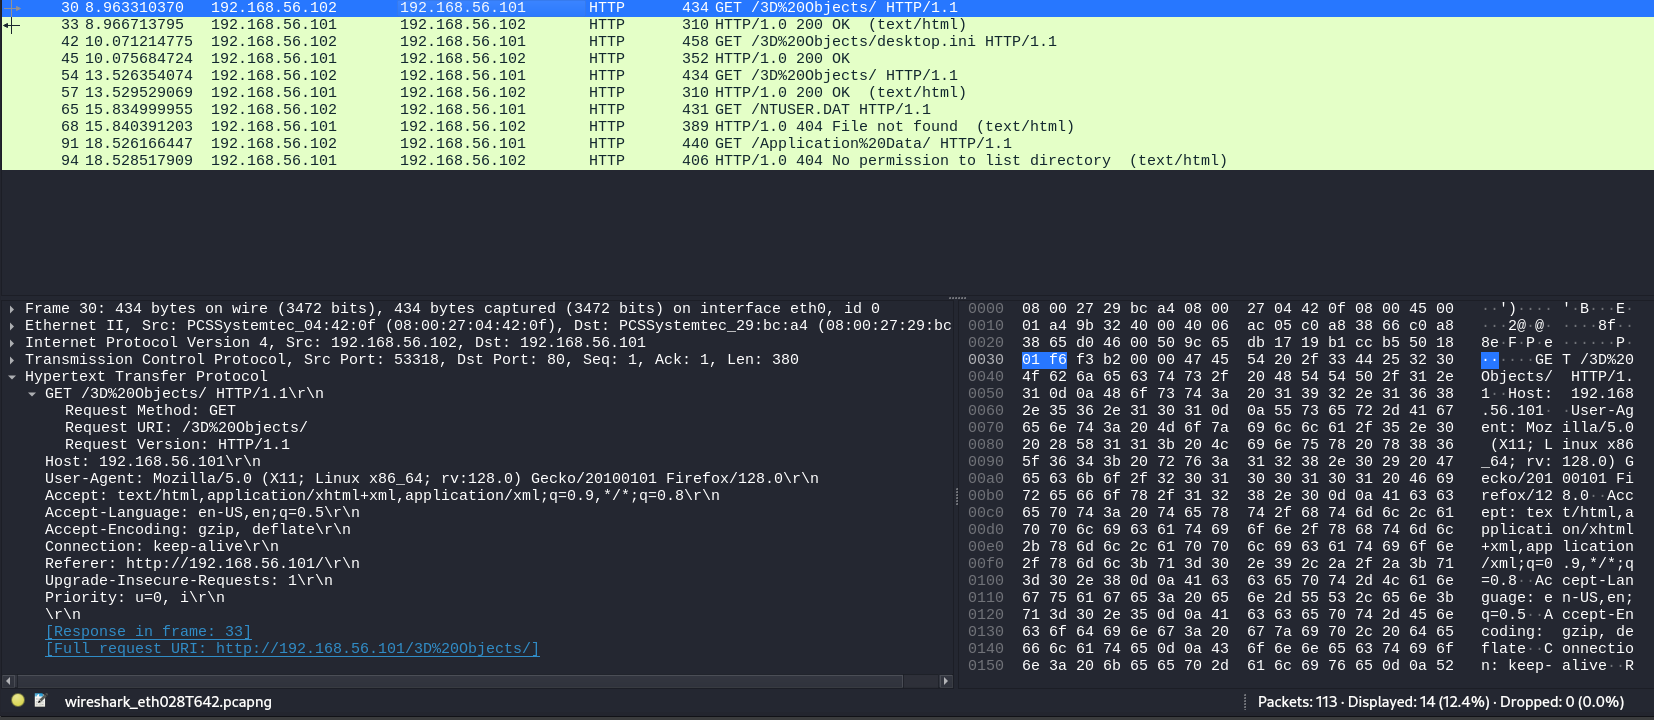 30 8.963310370 192.168.56.102 192.168.56.101 HTTP 434 GET /3D%20Objects/ HTTP/1.1
33 8.966713795 192.168.56.101 192.168.56.102 HTTP 310 HTTP/1.0 200 OK (text/html)
42 10.071214775 192.168.56.102 192.168.56.101 HTTP 458 GET /3D%20Objects/desktop.ini HTTP/1.1
45 10.075684724 192.168.56.101 192.168.56.102 HTTP 352 HTTP/1.0 200 OK
54 13.526354074 192.168.56.102 192.168.56.101 HTTP 434 GET /3D%20Objects/ HTTP/1.1
57 13.529529069 192.168.56.101 192.168.56.102 HTTP 310 HTTP/1.0 200 OK (text/html)
65 15.834999955 192.168.56.102 192.168.56.101 HTTP 431 GET /NTUSER.DAT HTTP/1.1
68 15.840391203 192.168.56.101 192.168.56.102 HTTP 389 HTTP/1.0 404 File not found (text/html)
91 18.526166447 192.168.56.102 192.168.56.101 HTTP 440 GET /Application%20Data/ HTTP/1.1
94 18.528517909 192.168.56.101 192.168.56.102 HTTP 406 HTTP/1.0 404 No permission to list directory (text/html)
Frame 30: 434 bytes on wire (3472 bits), 434 bytes captured (3472 bits) on interface eth0, id 0
Ethernet II, Src: PCSSystemtec_04:42:0f (08:00:27:04:42:0f), Dst: PCSSystemtec_29:bc:a4 (08:00:27:29:bc
Internet Protocol Version 4, Src: 192.168.56.102, Dst: 192.168.56.101
Transmission Control Protocol, Src Port: 53318, Dst Port: 80, Seq: 1, Ack: 1, Len: 380
Hypertext Transfer Protocol
GET /3D%20Objects/ HTTP/1.1\r\n
Request Method: GET
Request URI: /3D%20Objects/
Request Version: HTTP/1.1
Host: 192.168.56.101\r\n
User-Agent: Mozilla/5.0 (X11; Linux x86_64; rv:128.0) Gecko/20100101 Firefox/128.0\r\n
Accept: text/html,application/xhtml+xml,application/xml;q=0.9,*/*;q=0.8\r\n
Accept-Language: en-US,en;q=0.5\r\n
Accept-Encoding: gzip, deflate\r\n
Connection: keep-alive\r\n
Referer: http://192.168.56.101/\r\n
Upgrade-Insecure-Requests: 1\r\n
Priority: u=0, i\r\n
\r\n
[Response in frame: 33]
[Full request URI: http://192.168.56.101/3D%20Objects/]
0000 08 00 27 29 bc a4 08 00 27 04 42 0f 08 00 45 00 ··')···· '·B···E·
0010 01 a4 9b 32 40 00 40 06 ac 05 c0 a8 38 66 c0 a8 ···2@·@· ····8f··
0020 38 65 d0 46 00 50 9c 65 db 17 19 b1 cc b5 50 18 8e·F·P·e ······P·
0030 01 f6 f3 b2 00 00 47 45 54 20 2f 33 44 25 32 30 ······GE T /3D%20
0040 4f 62 6a 65 63 74 73 2f 20 48 54 54 50 2f 31 2e Objects/ HTTP/1.
0050 31 0d 0a 48 6f 73 74 3a 20 31 39 32 2e 31 36 38 1··Host: 192.168
0060 2e 35 36 2e 31 30 31 0d 0a 55 73 65 72 2d 41 67 .56.101· ·User-Ag
0070 65 6e 74 3a 20 4d 6f 7a 69 6c 6c 61 2f 35 2e 30 ent: Moz illa/5.0
0080 20 28 58 31 31 3b 20 4c 69 6e 75 78 20 78 38 36 (X11; L inux x86
0090 5f 36 34 3b 20 72 76 3a 31 32 38 2e 30 29 20 47 _64; rv: 128.0) G
00a0 65 63 6b 6f 2f 32 30 31 30 30 31 30 31 20 46 69 ecko/201 00101 Fi
00b0 72 65 66 6f 78 2f 31 32 38 2e 30 0d 0a 41 63 63 refox/12 8.0··Acc
00c0 65 70 74 3a 20 74 65 78 74 2f 68 74 6d 6c 2c 61 ept: tex t/html,a
00d0 70 70 6c 69 63 61 74 69 6f 6e 2f 78 68 74 6d 6c pplicati on/xhtml
00e0 2b 78 6d 6c 2c 61 70 70 6c 69 63 61 74 69 6f 6e +xml,app lication
00f0 2f 78 6d 6c 3b 71 3d 30 2e 39 2c 2a 2f 2a 3b 71 /xml;q=0 .9,*/*;q
0100 3d 30 2e 38 0d 0a 41 63 63 65 70 74 2d 4c 61 6e =0.8··Ac cept-Lan
0110 67 75 61 67 65 3a 20 65 6e 2d 55 53 2c 65 6e 3b guage: e n-US,en;
0120 71 3d 30 2e 35 0d 0a 41 63 63 65 70 74 2d 45 6e q=0.5··A ccept-En
0130 63 6f 64 69 6e 67 3a 20 67 7a 69 70 2c 20 64 65 coding: gzip, de
0140 66 6c 61 74 65 0d 0a 43 6f 6e 6e 65 63 74 69 6f flate··C onnectio
0150 6e 3a 20 6b 65 65 70 2d 61 6c 69 76 65 0d 0a 52 n: keep- alive··R
wireshark_eth028T642.pcapng
Packets: 113 · Displayed: 14 (12.4%) · Dropped: 0 (0.0%)